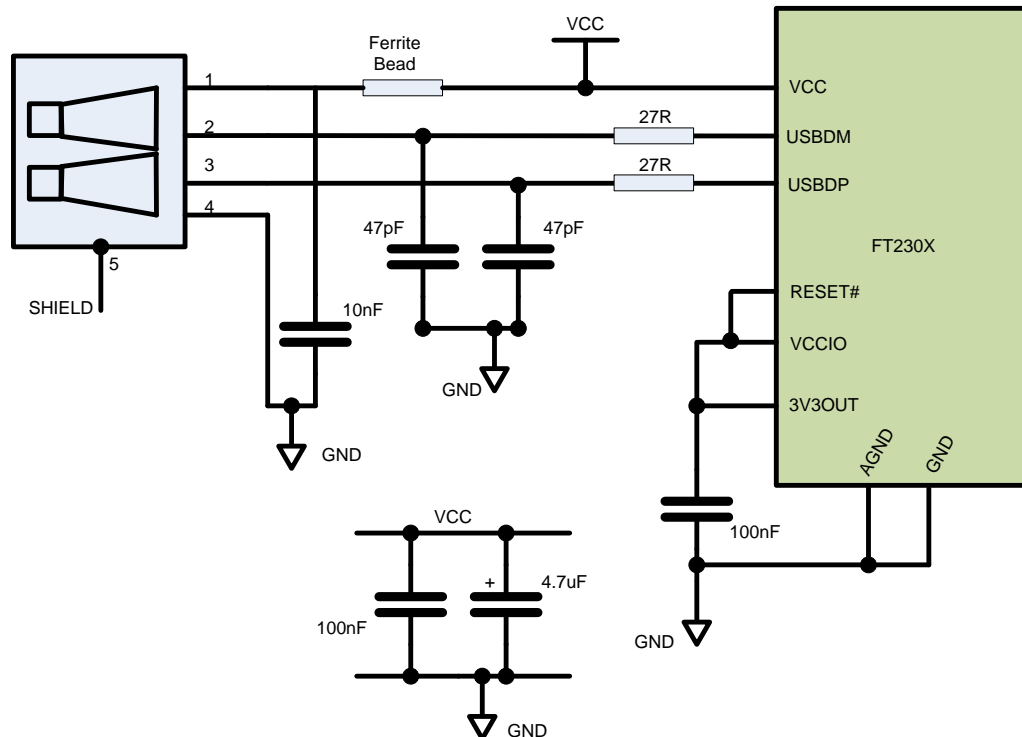 VCC
Ferrite
Bead
1
VCC
27R
2
USBDM
27R
3
USBDP
4
47pF
47pF
FT230X
5
SHIELD
RESET#
10nF
VCCIO
GND
3V3OUT
GND
AGND
GND
VCC
100nF
+
4.7uF
100nF
GND
GND